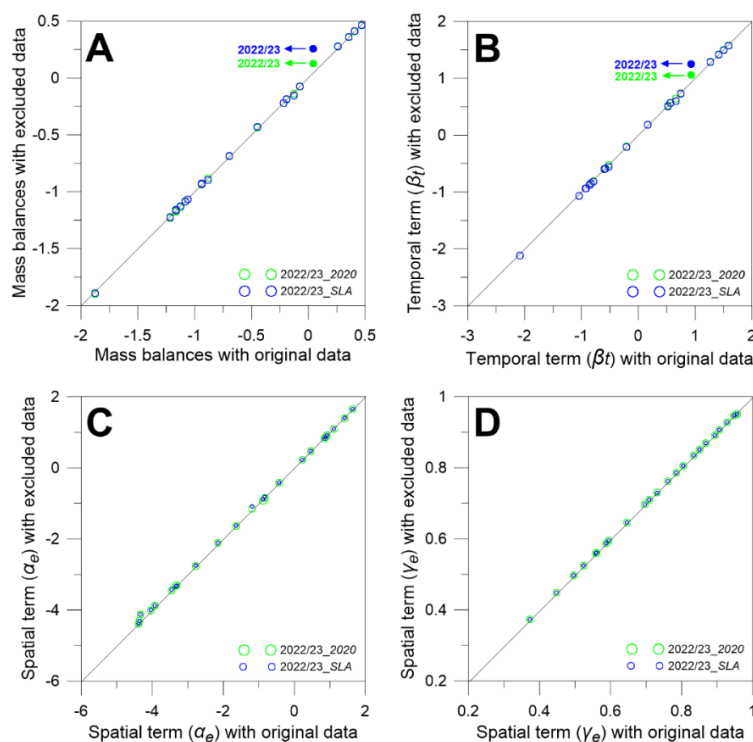 A
Mass balances with excluded data
0.5
0
-0.5
-1
-1.25
-2
2022/23
2022/23
2022/23_2020
2022/23_SLA
-2 -1.5 -1 -0.5 0 0.5
Mass balances with original data
B
Temporal term (βt) with excluded data
2
1
0
-1
-2
-3
2022/23
2022/23
2022/23_2020
2022/23_SLA
-3 -2 -1 0 1 2
Temporal term (βt) with original data
C
Spatial term (αe) with excluded data
2
0
-2
-4
-6
2022/23_2020
2022/23_SLA
-6 -4 -2 0 2
Spatial term (αe) with original data
D
Spatial term (γe) with excluded data
1
0.8
0.6
0.4
0.2
2022/23_2020
2022/23_SLA
0.2 0.4 0.6 0.8 1
Spatial term (γe) with original data